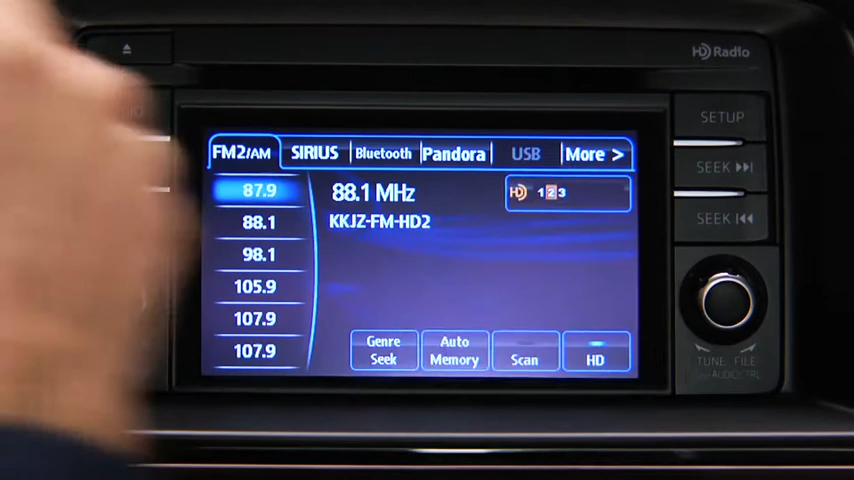 HD Radio
SETUP
SEEK
SEEK
TUNE FILE
AUDIO CTRL
FM2/AM SIRIUS Bluetooth Pandora USB More >
87.9
88.1
98.1
105.9
107.9
107.9
88.1 MHz
KKJZ-FM-HD2
HD 1 2 3
Genre Seek
Auto Memory
Scan
HD